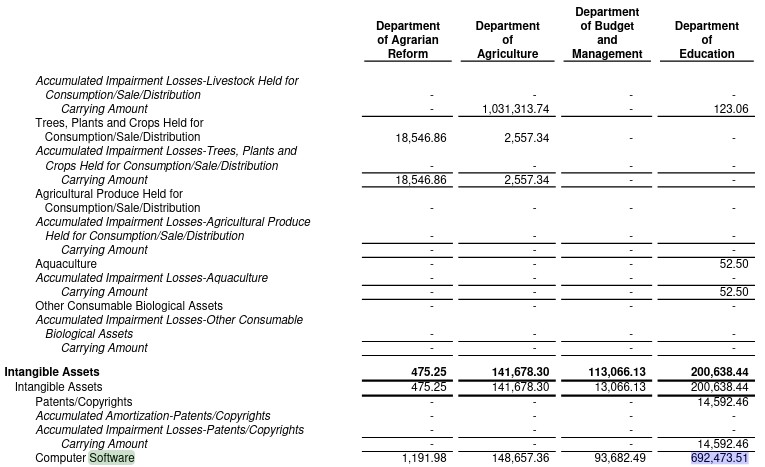 Department of Agrarian Reform Department of Agriculture Department of Budget and Management Department of Education
Accumulated Impairment Losses-Livestock Held for
Consumption/Sale/Distribution - - - -
Carrying Amount - 1,031,313.74 - 123.06
Trees, Plants and Crops Held for
Consumption/Sale/Distribution 18,546.86 2,557.34 - -
Accumulated Impairment Losses-Trees, Plants and
Crops Held for Consumption/Sale/Distribution - - - -
Carrying Amount 18,546.86 2,557.34 - -
Agricultural Produce Held for
Consumption/Sale/Distribution - - - -
Accumulated Impairment Losses-Agricultural Produce
Held for Consumption/Sale/Distribution - - - -
Carrying Amount - - - -
Aquaculture - - - 52.50
Accumulated Impairment Losses-Aquaculture - - - -
Carrying Amount - - - 52.50
Other Consumable Biological Assets - - - -
Accumulated Impairment Losses-Other Consumable
Biological Assets - - - -
Carrying Amount - - - -
Intangible Assets 475.25 141,678.30 113,066.13 200,638.44
Intangible Assets 475.25 141,678.30 13,066.13 200,638.44
Patents/Copyrights - - - 14,592.46
Accumulated Amortization-Patents/Copyrights - - - -
Accumulated Impairment Losses-Patents/Copyrights - - - -
Carrying Amount - - - 14,592.46
Computer Software 1,191.98 148,657.36 93,682.49 692,473.51